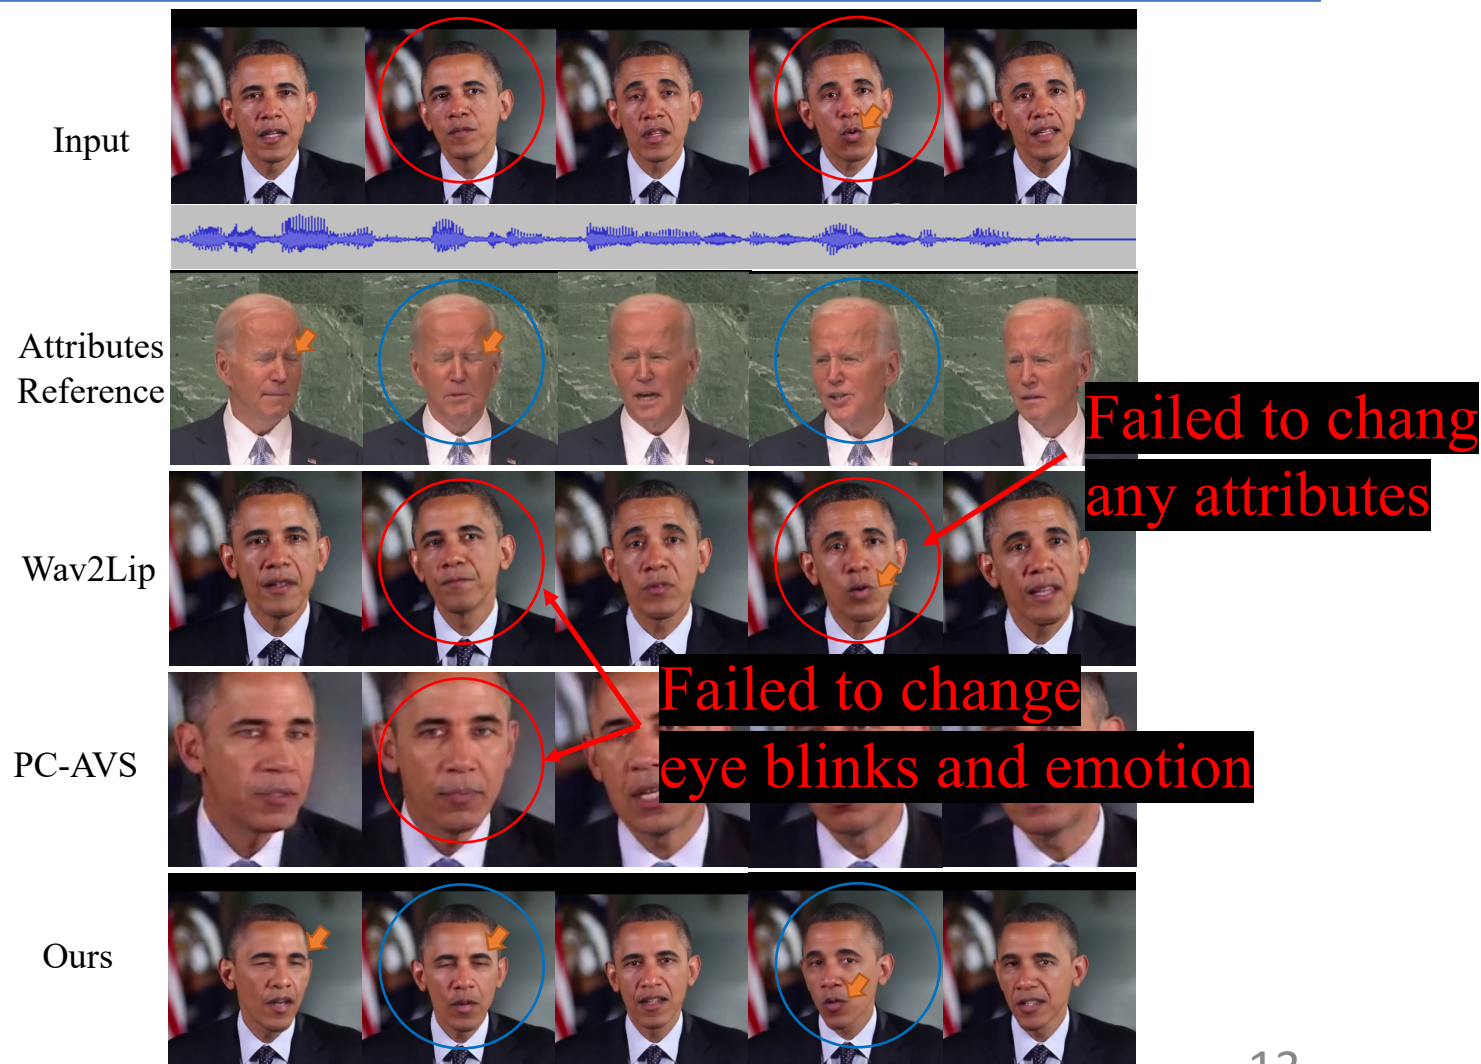 Input
Attributes
Reference
Failed to chang
any attributes
Wav2Lip
Failed to change
eye blinks and emotion
PC-AVS
Ours